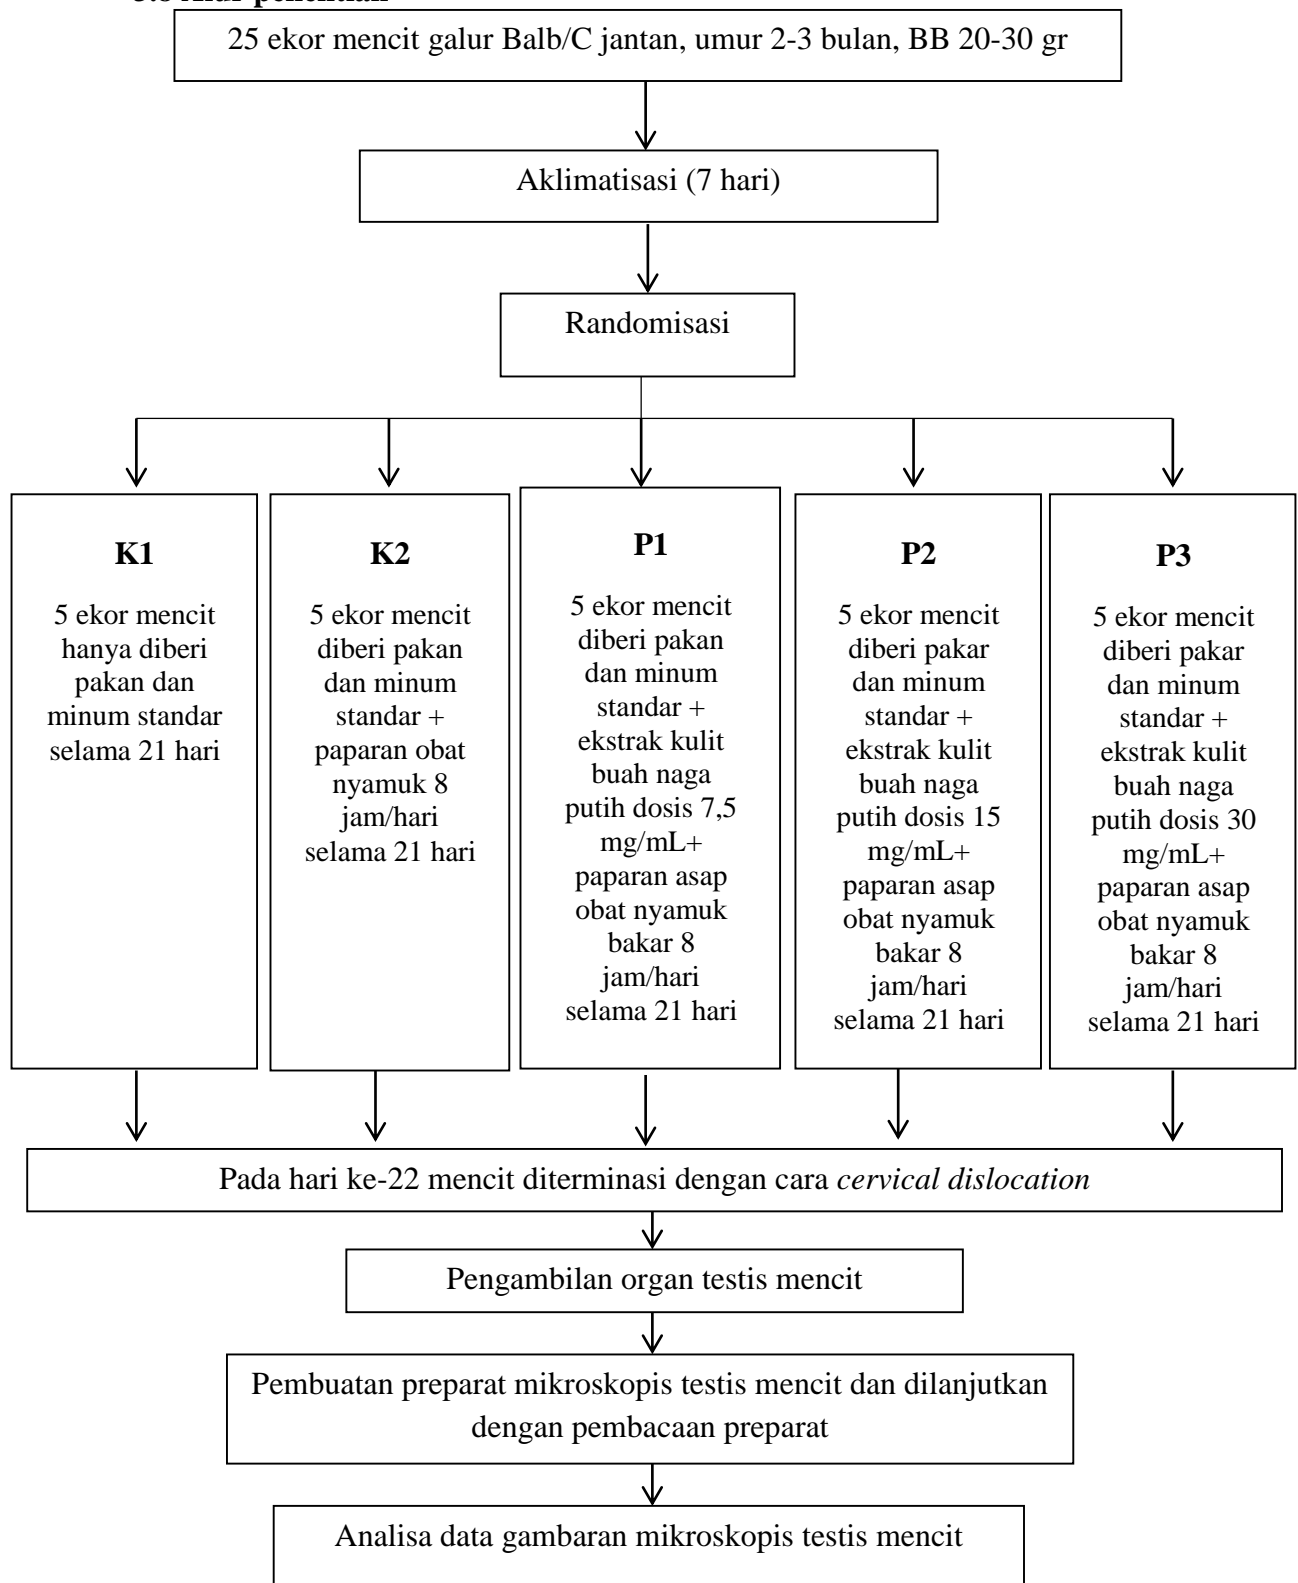 25 ekor mencit galur Balb/C jantan, umur 2-3 bulan, BB 20-30 gr
Aklimatisasi (7 hari)
Randomisasi
K1
5 ekor mencit
hanya diberi
pakan dan
minum standar
selama 21 hari
K2
5 ekor mencit
diberi pakan
dan minum
standar +
paparan obat
nyamuk 8
jam/hari
selama 21 hari
P1
5 ekor mencit
diberi pakan
dan minum
standar +
ekstrak kulit
buah naga
putih dosis 7,5
mg/mL+
paparan asap
obat nyamuk
bakar 8
jam/hari
selama 21 hari
P2
5 ekor mencit
diberi pakar
dan minum
standar +
ekstrak kulit
buah naga
putih dosis 15
mg/mL+
paparan asap
obat nyamuk
bakar 8
jam/hari
selama 21 hari
P3
5 ekor mencit
diberi pakar
dan minum
standar +
ekstrak kulit
buah naga
putih dosis 30
mg/mL+
paparan asap
obat nyamuk
bakar 8
jam/hari
selama 21 hari
Pada hari ke-22 mencit diterminasi dengan cara cervical dislocation
Pengambilan organ testis mencit
Pembuatan preparat mikroskopis testis mencit dan dilanjutkan
dengan pembacaan preparat
Analisa data gambaran mikroskopis testis mencit